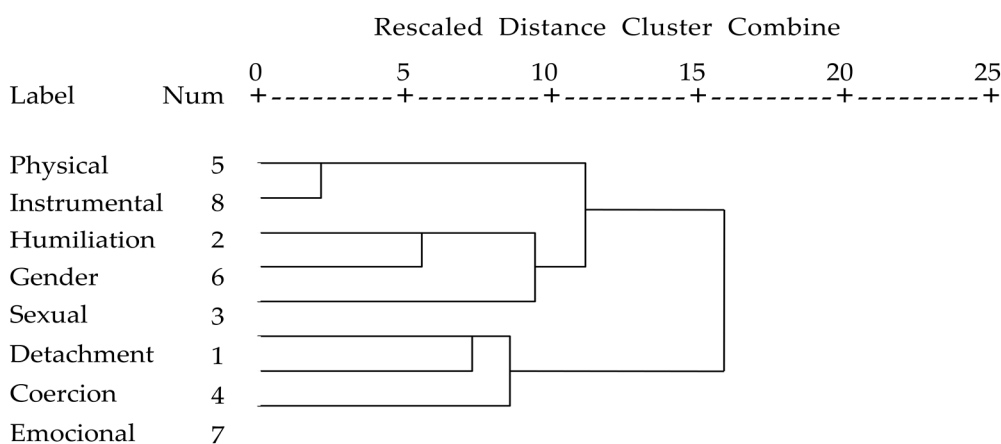 Rescaled Distance Cluster Combine
0 5 10 15 20 25
Label Num +---------+---------+---------+---------+---------+
Physical 5
Instrumental 8
Humiliation 2
Gender 6
Sexual 3
Detachment 1
Coercion 4
Emocional 7